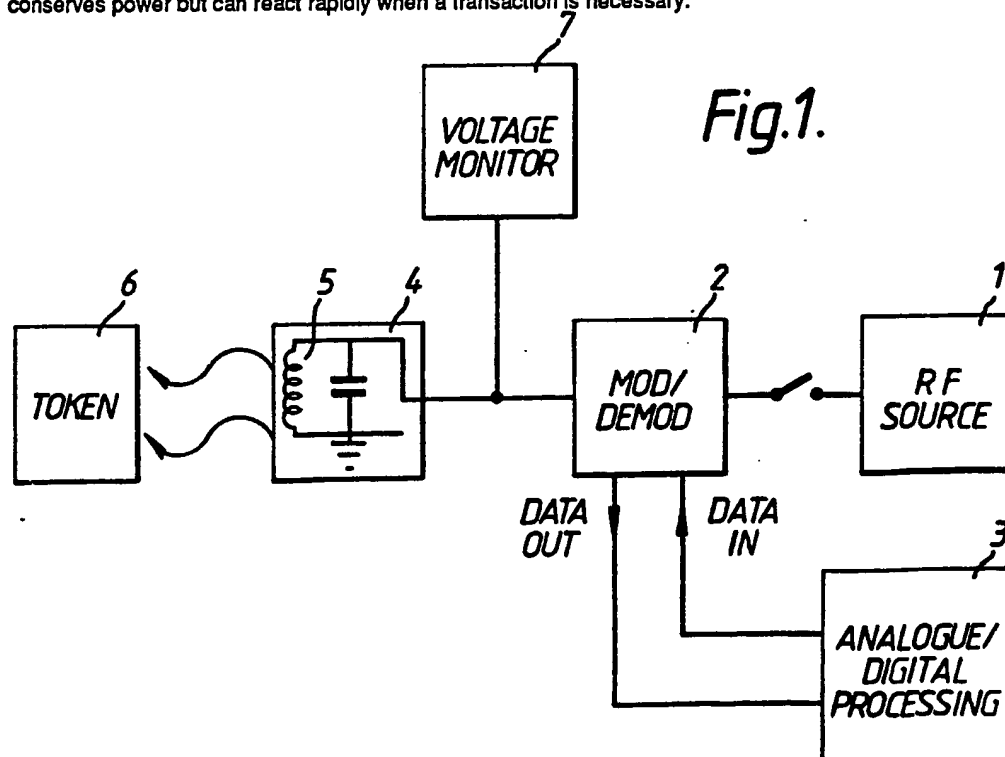 conserves power but can react rapidly when a transaction is necessary.
7
Fig.1.
VOLTAGE
MONITOR
6
5
4
2
1
TOKEN
MOD/
DEMOD
RF
SOURCE
DATA
OUT
DATA
IN
3
ANALOGUE/
DIGITAL
PROCESSING